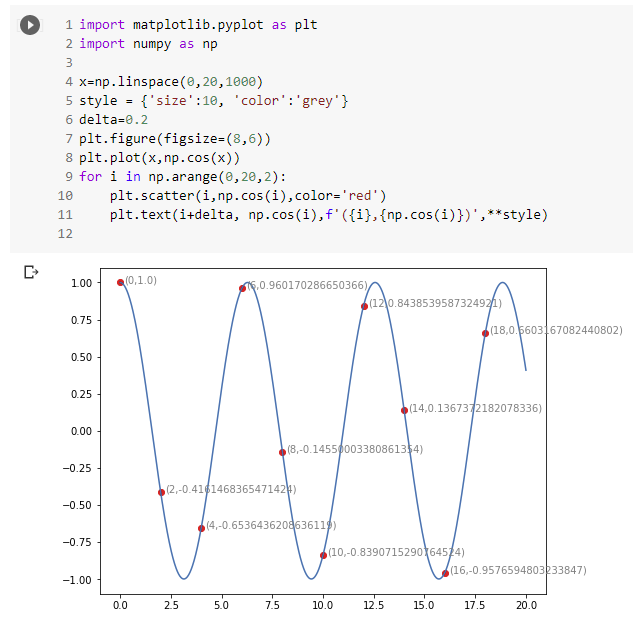 1 import matplotlib.pyplot as plt
2 import numpy as np
3
4 x=np.linspace(0,20,1000)
5 style = {'size':10, 'color':'grey'}
6 delta=0.2
7 plt.figure(figsize=(8,6))
8 plt.plot(x,np.cos(x))
9 for i in np.arange(0,20,2):
10     plt.scatter(i,np.cos(i),color='red')
11     plt.text(i+delta, np.cos(i),f'({i},{np.cos(i)})',**style)
12
1.00
0.75
0.50
0.25
0.00
−0.25
−0.50
−0.75
−1.00
(0,1.0)
(6,0.960170286650366)
(12,0.8438539587324921)
(18,0.6603167082440802)
(14,0.1367372182078336)
(8,-0.14550003380861354)
(2,-0.4161468365471424)
(4,-0.6536436208636119)
(10,-0.8390715290764524)
(16,-0.9576594803233847)
0.0 2.5 5.0 7.5 10.0 12.5 15.0 17.5 20.0